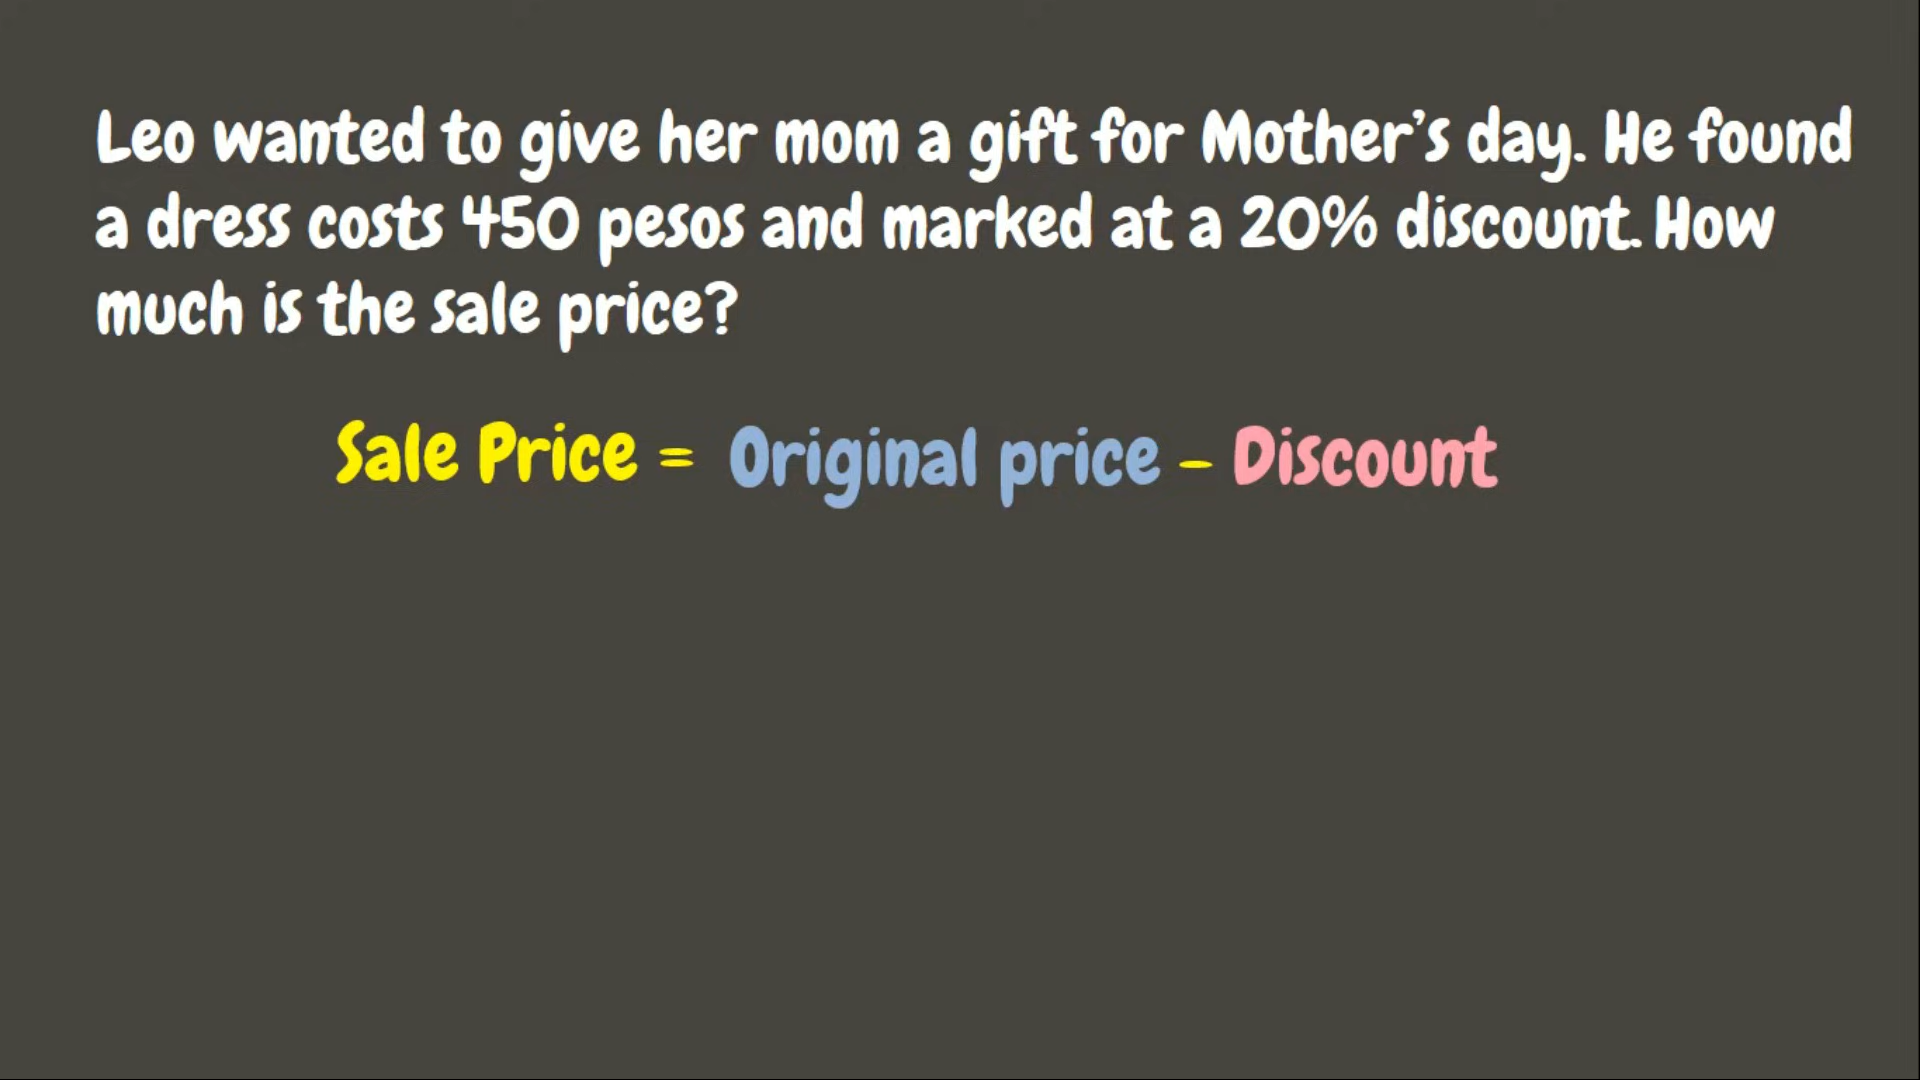 Leo wanted to give her mom a gift for Mother’s day. He found
a dress costs 450 pesos and marked at a 20% discount. How
much is the sale price?
Sale Price = Original price - Discount